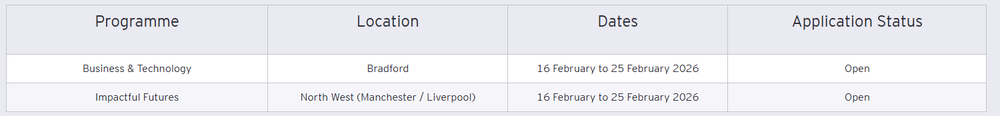 Programme Location Dates Application Status
Business & Technology Bradford 16 February to 25 February 2026 Open
Impactful Futures North West (Manchester / Liverpool) 16 February to 25 February 2026 Open